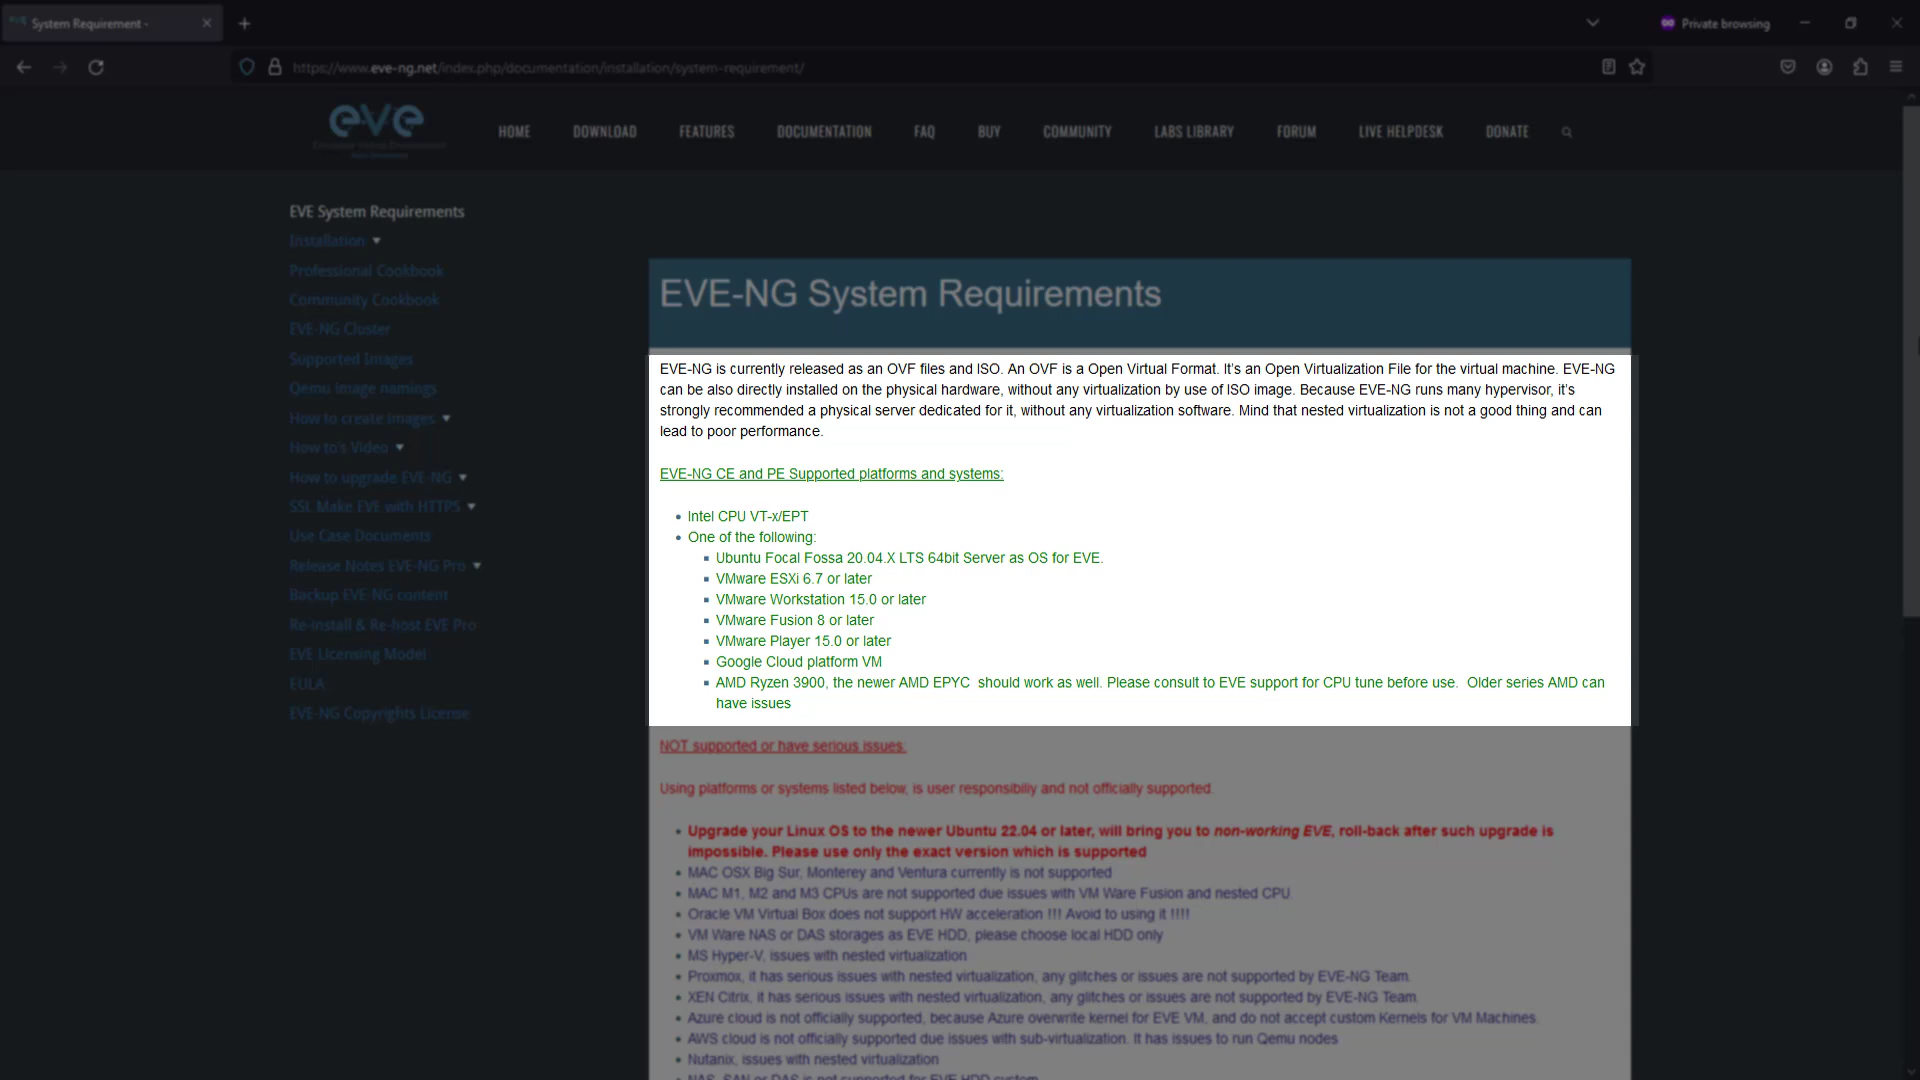 System Requirement -
Private browsing
https://www.eve-ng.net/index.php/documentation/installation/system-requirement/
eve
HOME
DOWNLOAD
FEATURES
DOCUMENTATION
FAQ
BUY
COMMUNITY
LABS LIBRARY
FORUM
LIVE HELPDESK
DONATE
EVE System Requirements
Installation
Professional Cookbook
Community Cookbook
EVE-NG Cluster
Supported Images
Qemu image namings
How to create images
How to's Video
How to upgrade EVE-NG
SSL Make EVE with HTTPS
Use Case Documents
Release Notes EVE-NG Pro
Backup EVE-NG content
Re-install & Re-host EVE Pro
EVE Licensing Model
EULA
EVE-NG Copyrights License
EVE-NG System Requirements
EVE-NG is currently released as an OVF files and ISO. An OVF is a Open Virtual Format. It's an Open Virtualization File for the virtual machine. EVE-NG
can be also directly installed on the physical hardware, without any virtualization by use of ISO image. Because EVE-NG runs many hypervisor, it's
strongly recommended a physical server dedicated for it, without any virtualization software. Mind that nested virtualization is not a good thing and can
lead to poor performance.
EVE-NG CE and PE Supported platforms and systems:
Intel CPU VT-x/EPT
One of the following:
Ubuntu Focal Fossa 20.04.X LTS 64bit Server as OS for EVE.
VMware ESXi 6.7 or later
VMware Workstation 15.0 or later
VMware Fusion 8 or later
VMware Player 15.0 or later
Google Cloud platform VM
AMD Ryzen 3900, the newer AMD EPYC should work as well. Please consult to EVE support for CPU tune before use. Older series AMD can
have issues
NOT supported or have serious issues:
Using platforms or systems listed below, is user responsibiliy and not officially supported.
Upgrade your Linux OS to the newer Ubuntu 22.04 or later, will bring you to non-working EVE, roll-back after such upgrade is
impossible. Please use only the exact version which is supported
MAC OSX Big Sur, Monterey and Ventura currently is not supported
MAC M1, M2 and M3 CPUs are not supported due issues with VM Ware Fusion and nested CPU.
Oracle VM Virtual Box does not support HW acceleration !!! Avoid to using it !!!!
VM Ware NAS or DAS storages as EVE HDD, please choose local HDD only
MS Hyper-V, issues with nested virtualization
Proxmox, it has serious issues with nested virtualization, any glitches or issues are not supported by EVE-NG Team.
XEN Citrix, it has serious issues with nested virtualization, any glitches or issues are not supported by EVE-NG Team.
Azure cloud is not officially supported, because Azure overwrite kernel for EVE VM, and do not accept custom Kernels for VM Machines.
AWS cloud is not officially supported due issues with sub-virtualization. It has issues to run Qemu nodes
Nutanix, issues with nested virtualization
NAS, SAN or DAS is not supported for EVE HDD system